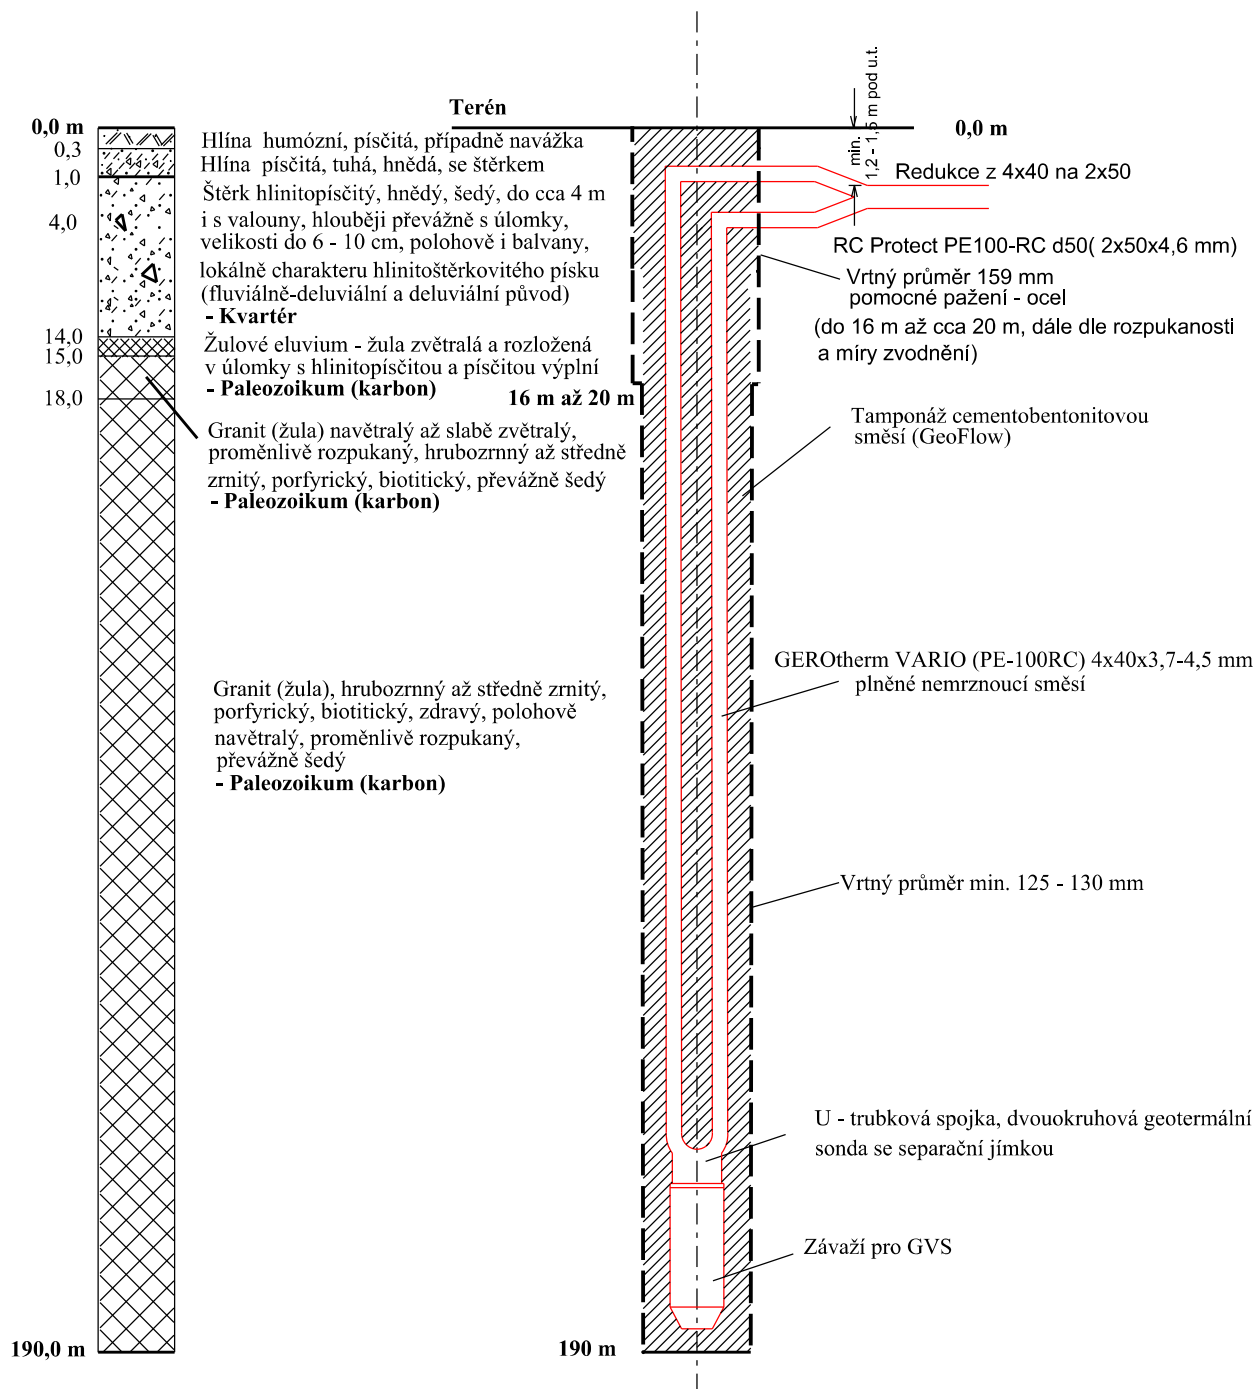 Terén
0,0 m
0,3
1,0
4,0
14,0
15,0
18,0
190,0 m
Hlína humózní, písčitá, případně navážka
Hlína písčitá, tuhá, hnědá, se štěrkem
Štěrk hlinitopísčitý, hnědý, šedý, do cca 4 m
i s valouny, hlouběji převážně s úlomky,
velikosti do 6 - 10 cm, polohově i balvany,
lokálně charakteru hlinitoštěrkovitého písku
(fluviálně-deluviální a deluviální původ)
- Kvartér
Žulové eluvium - žula zvětralá a rozložená
v úlomky s hlinitopísčitou a písčitou výplní
- Paleozoikum (karbon)
Granit (žula) navětralý až slabě zvětralý,
proměnlivě rozpukaný, hrubozrnný až středně
zrnitý, porfyrický, biotitický, převážně šedý
- Paleozoikum (karbon)
Granit (žula), hrubozrnný až středně zrnitý,
porfyrický, biotitický, zdravý, polohově
navětralý, proměnlivě rozpukaný,
převážně šedý
- Paleozoikum (karbon)
16 m až 20 m
190 m
0,0 m
min.
1,2 - 1,5 m pod u.t.
Redukce z 4x40 na 2x50
RC Protect PE100-RC d50( 2x50x4,6 mm)
Vrtný průměr 159 mm
pomocné pažení - ocel
(do 16 m až cca 20 m, dále dle rozpukanosti
a míry zvodnění)
Tamponáž cementobentonitovou
směsí (GeoFlow)
GEROtherm VARIO (PE-100RC) 4x40x3,7-4,5 mm
plněné nemrznoucí směsí
Vrtný průměr min. 125 - 130 mm
U - trubková spojka, dvouokruhová geotermální
sonda se separační jímkou
Závaží pro GVS